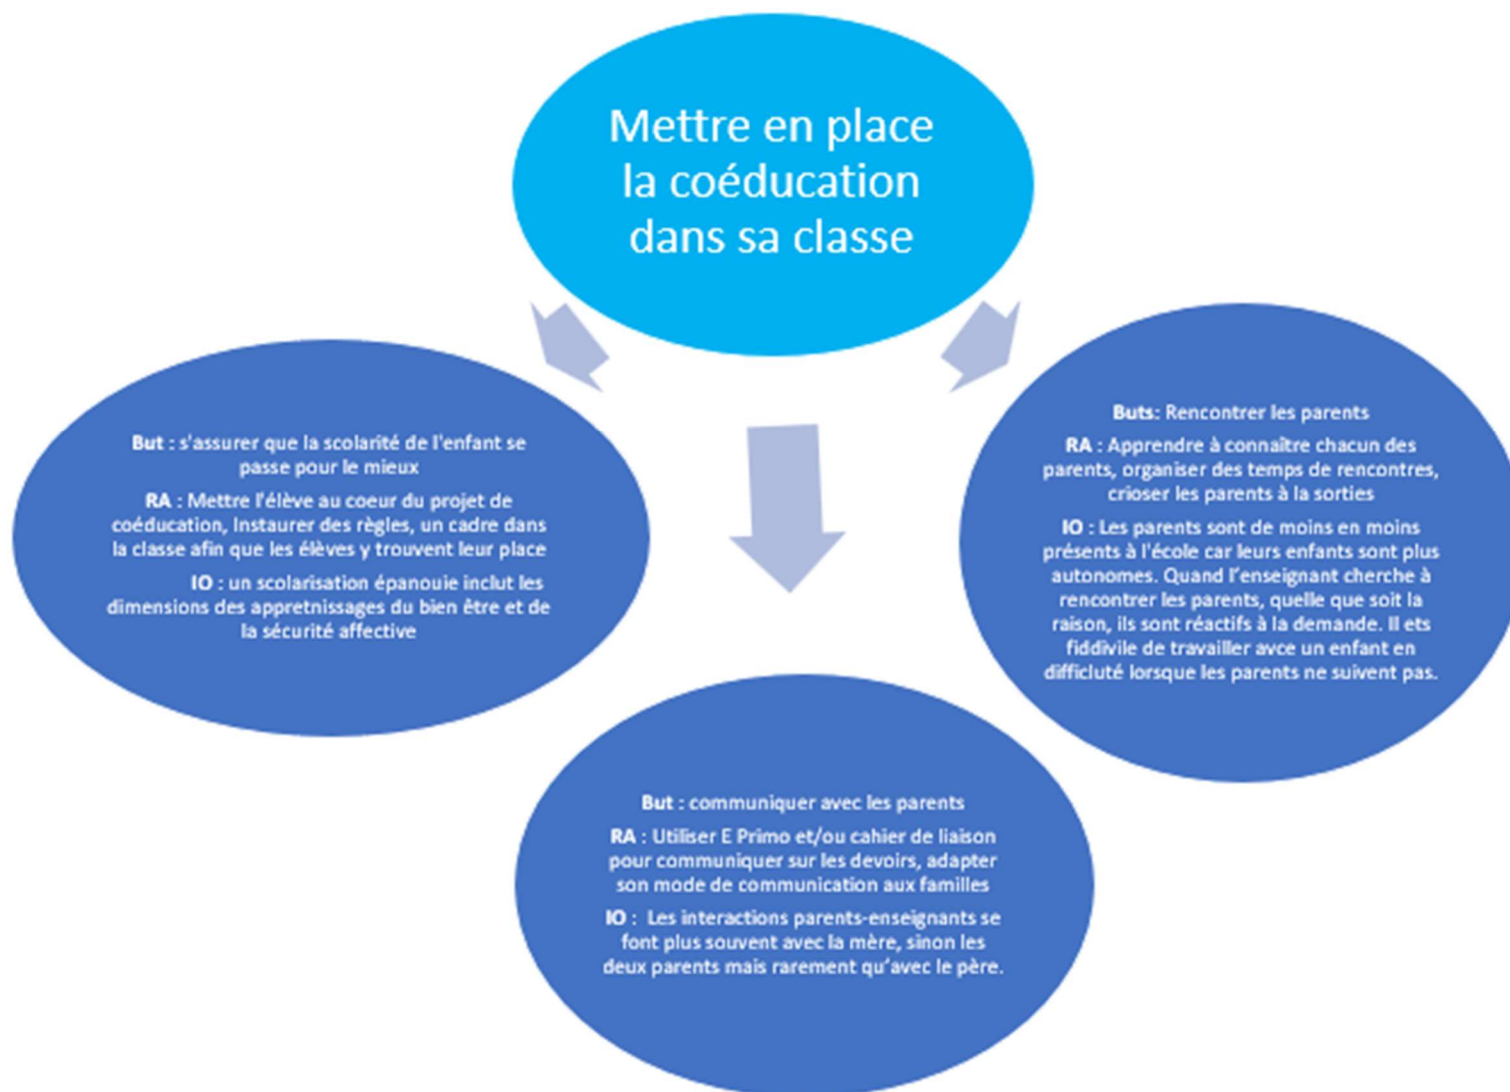 Mettre en place
la coéducation
dans sa classe
But : s'assurer que la scolarité de l'enfant se
passe pour le mieux
RA : Mettre l'élève au coeur du projet de
coéducation, Instaurer des règles, un cadre dans
la classe afin que les élèves y trouvent leur place
IO : un scolarisation épanouie inclut les
dimensions des appretnissages du bien être et de
la sécurité affective
But : communiquer avec les parents
RA : Utiliser E Primo et/ou cahier de liaison
pour communiquer sur les devoirs, adapter
son mode de communication aux familles
IO : Les interactions parents-enseignants se
font plus souvent avec la mère, sinon les
deux parents mais rarement qu'avec le père.
Buts: Rencontrer les parents
RA : Apprendre à connaître chacun des
parents, organiser des temps de rencontres,
crioser les parents à la sorties
IO : Les parents sont de moins en moins
présents à l'école car leurs enfants sont plus
autonomes. Quand l'enseignant cherche à
rencontrer les parents, quelle que soit la
raison, ils sont réactifs à la demande. Il ets
fiddivile de travailler avce un enfant en
difficluté lorsque les parents ne suivent pas.